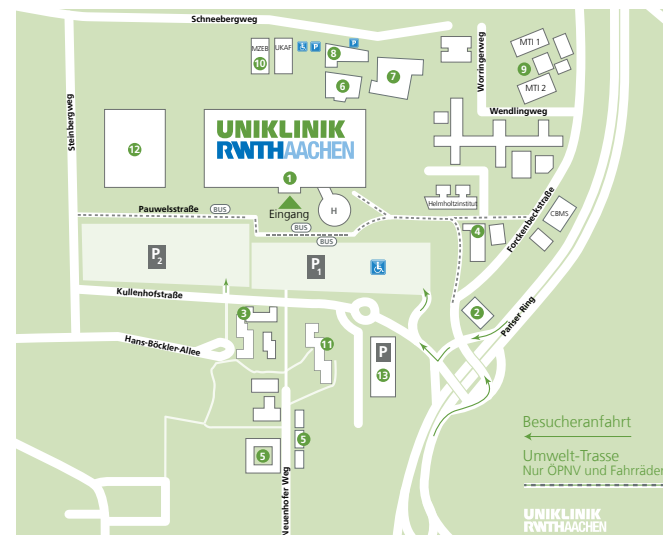 Schneebergweg
MZEB
UKAF
P
P
8
10
7
6
Worringerweg
MTI 1
9
MTI 2
Wendlingweg
Steinbergweg
12
UNIKLINIK
RWTHAACHEN
1
Eingang
H
Helmholtzinstitut
Pauwelsstraße
BUS
BUS
BUS
4
CBMS
Forckenbeckstraße
P2
P1
Kullenhofstraße
3
2
Pariser Ring
Hans-Böckler-Allee
11
P
13
5
5
Neuenhofer Weg
Besucheranfahrt
Umwelt-Trasse
Nur ÖPNV und Fahrräder
UNIKLINIK
RWTHAACHEN